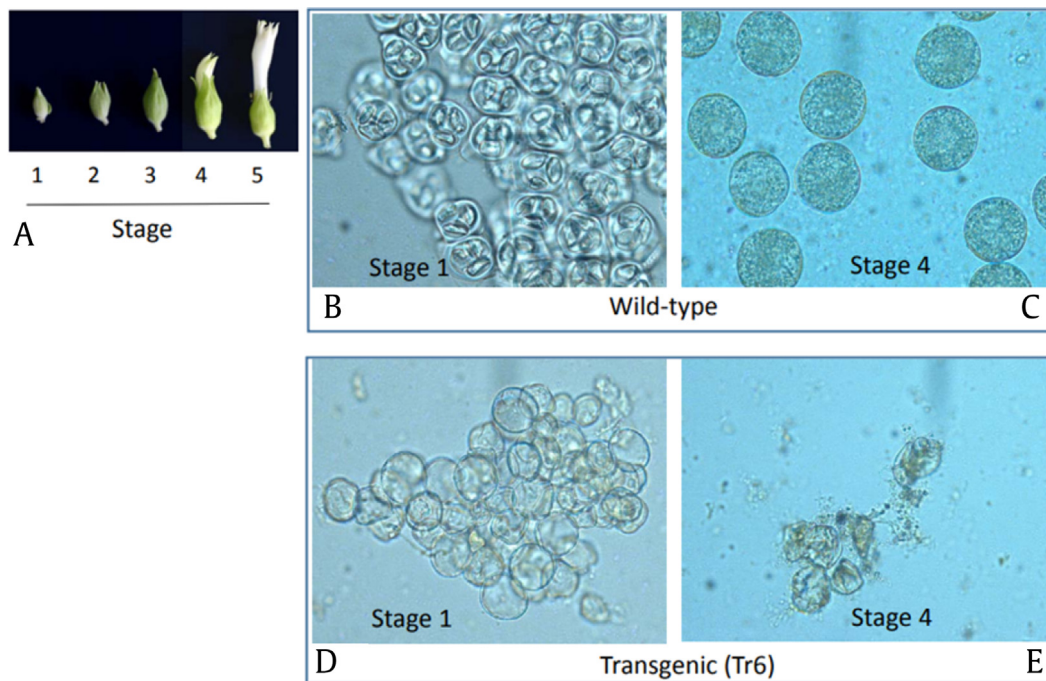 1 2 3 4 5
Stage
A
Stage 1
Stage 4
B
Wild-type
C
Stage 1
Stage 4
D
Transgenic (Tr6)
E